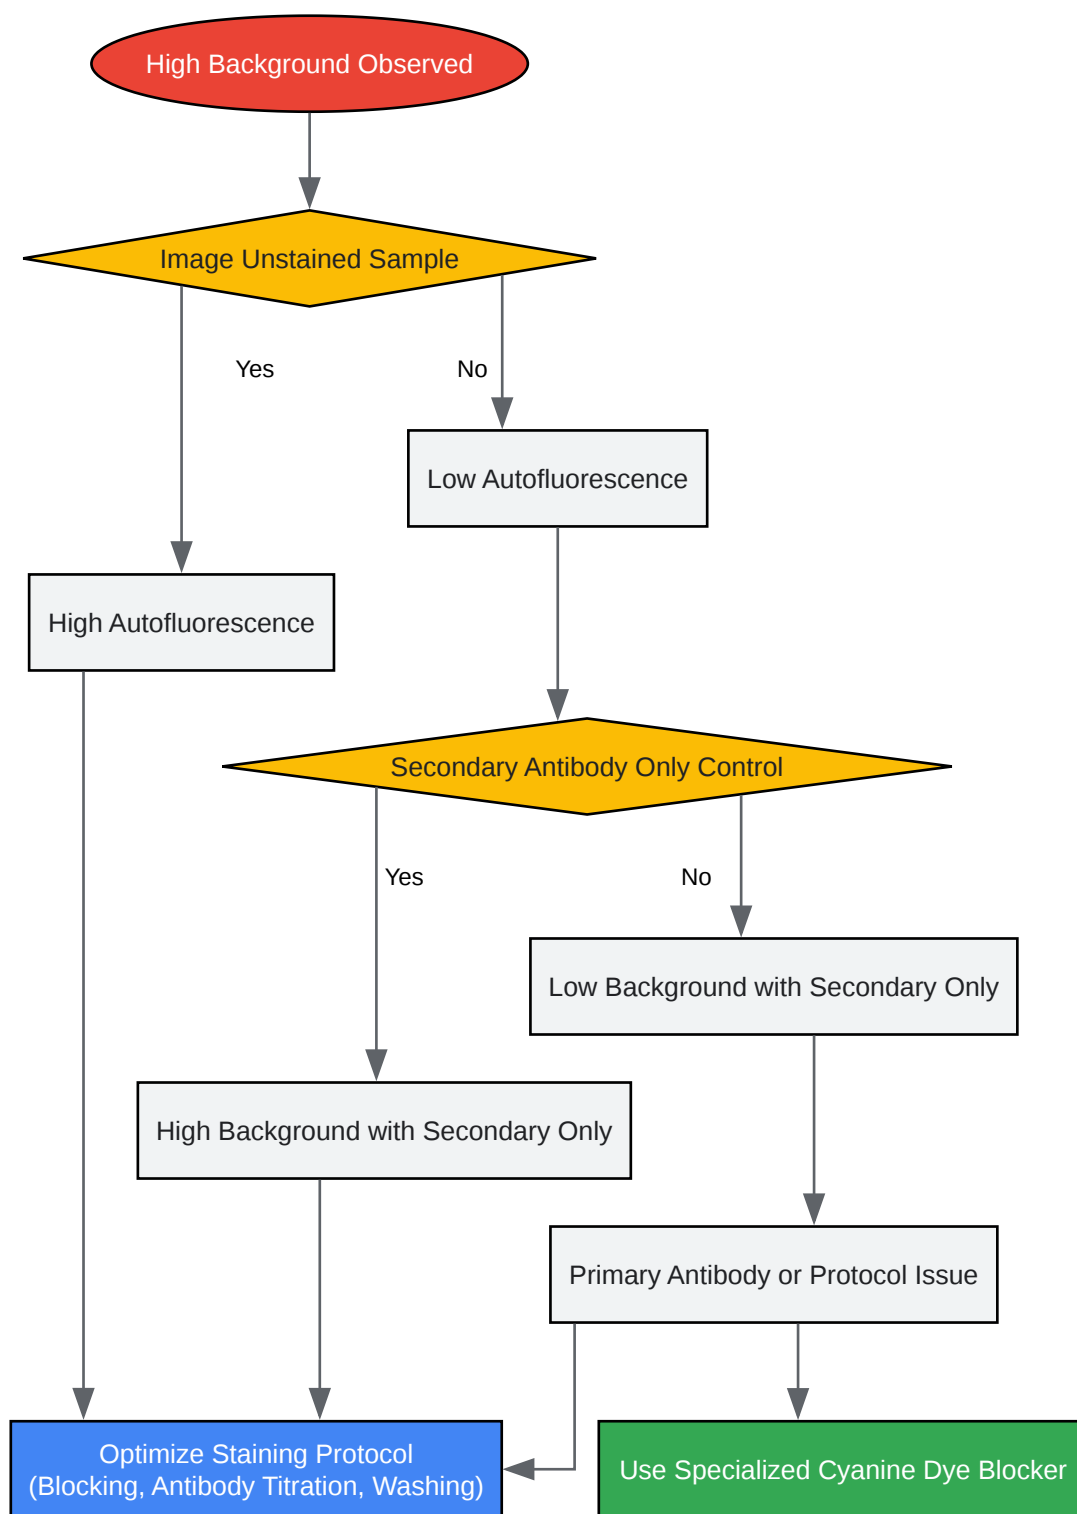 High Background Observed
Image Unstained Sample
Yes
No
Low Autofluorescence
High Autofluorescence
Secondary Antibody Only Control
Yes
No
Low Background with Secondary Only
High Background with Secondary Only
Primary Antibody or Protocol Issue
Optimize Staining Protocol
(Blocking, Antibody Titration, Washing)
Use Specialized Cyanine Dye Blocker